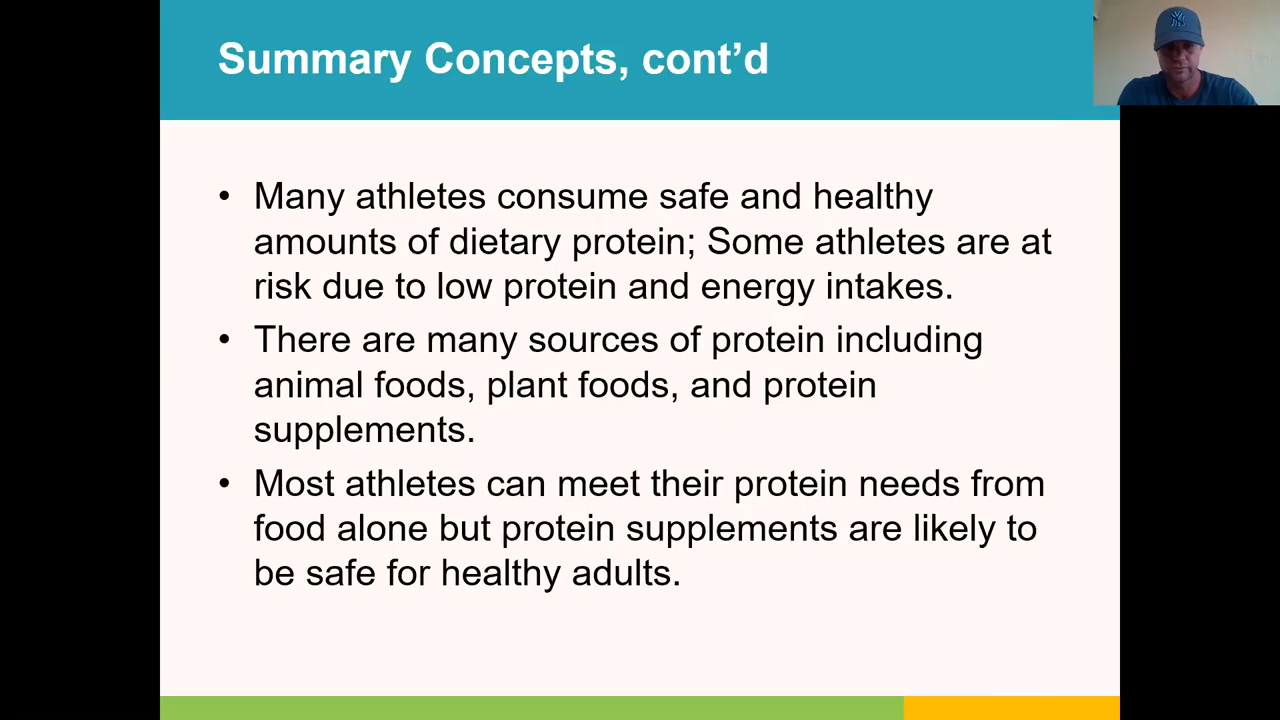 Summary Concepts, cont’d
• Many athletes consume safe and healthy
amounts of dietary protein; Some athletes are at
risk due to low protein and energy intakes.
• There are many sources of protein including
animal foods, plant foods, and protein
supplements.
• Most athletes can meet their protein needs from
food alone but protein supplements are likely to
be safe for healthy adults.